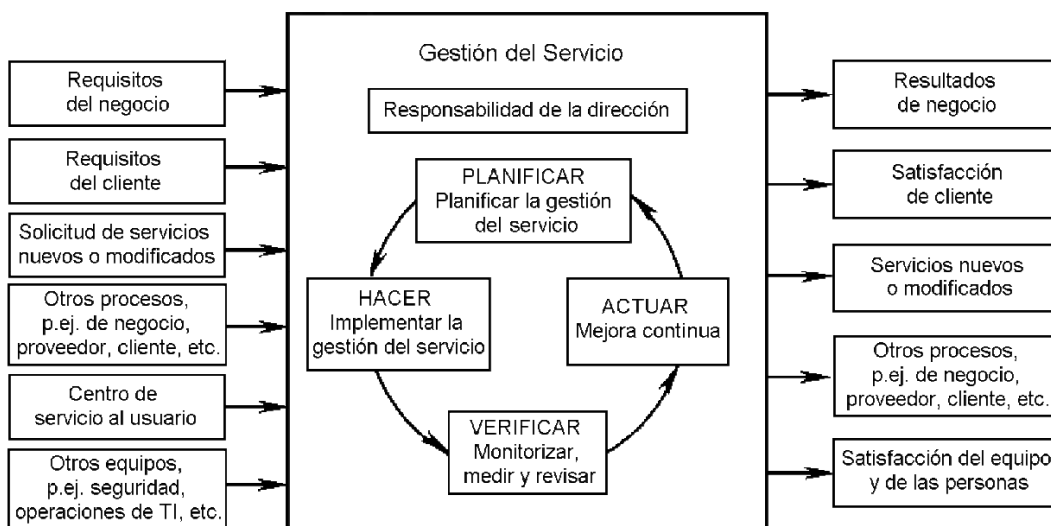 Requisitos
del negocio
Requisitos
del cliente
Solicitud de servicios
nuevos o modificados
Otros procesos,
p.ej. de negocio,
proveedor, cliente, etc.
Centro de
servicio al usuario
Otros equipos,
p.ej. seguridad,
operaciones de TI, etc.
Gestión del Servicio
Responsabilidad de la dirección
PLANIFICAR
Planificar la gestión
del servicio
HACER
Implementar la
gestión del servicio
ACTUAR
Mejora continua
VERIFICAR
Monitorizar,
medir y revisar
Resultados
de negocio
Satisfacción
de cliente
Servicios nuevos
o modificados
Otros procesos,
p.ej. de negocio,
proveedor, cliente, etc.
Satisfacción del equipo
y de las personas